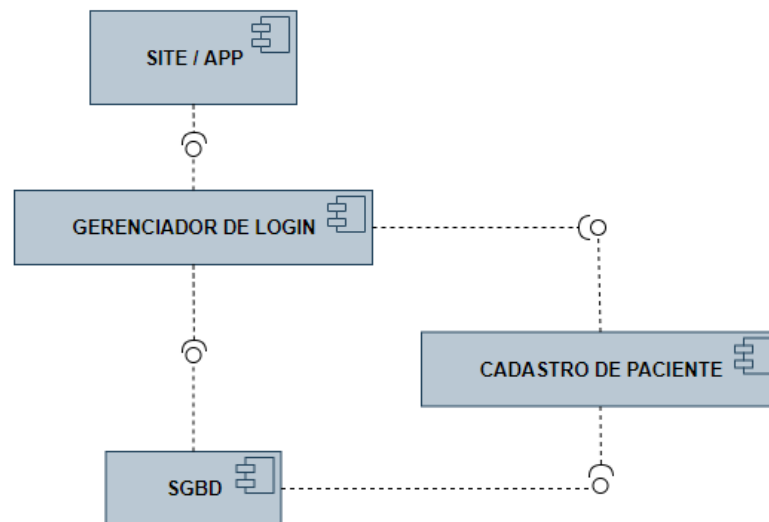 SITE / APP
GERENCIADOR DE LOGIN
CADASTRO DE PACIENTE
SGBD